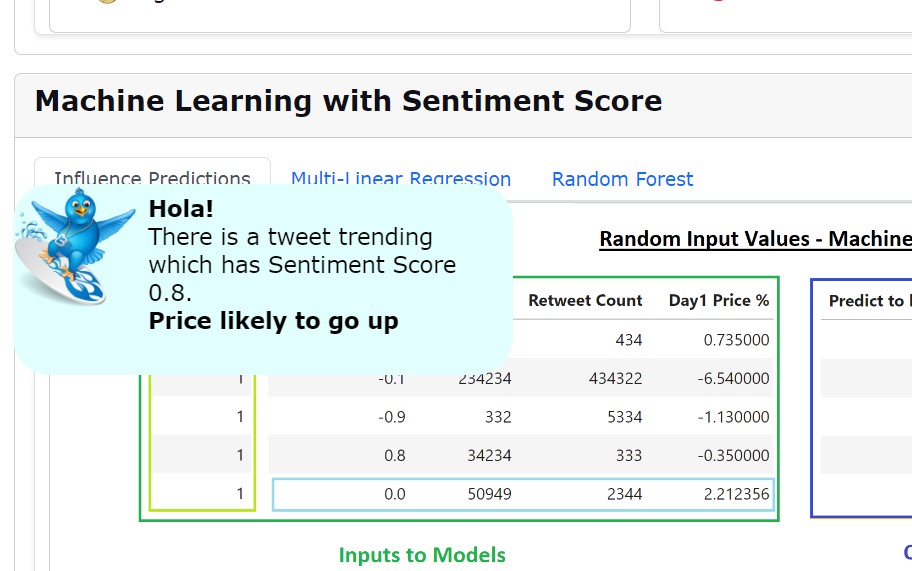 Machine Learning with Sentiment Score
Influence Predictions Multi-Linear Regression Random Forest
Hola!
There is a tweet trending
which has Sentiment Score
0.8.
Price likely to go up
Random Input Values - Machine
Retweet Count Day1 Price % Predict to
434 0.735000
1 -0.1 234234 434322 -6.540000
1 -0.9 332 5334 -1.130000
1 0.8 34234 333 -0.350000
1 0.0 50949 2344 2.212356
Inputs to Models